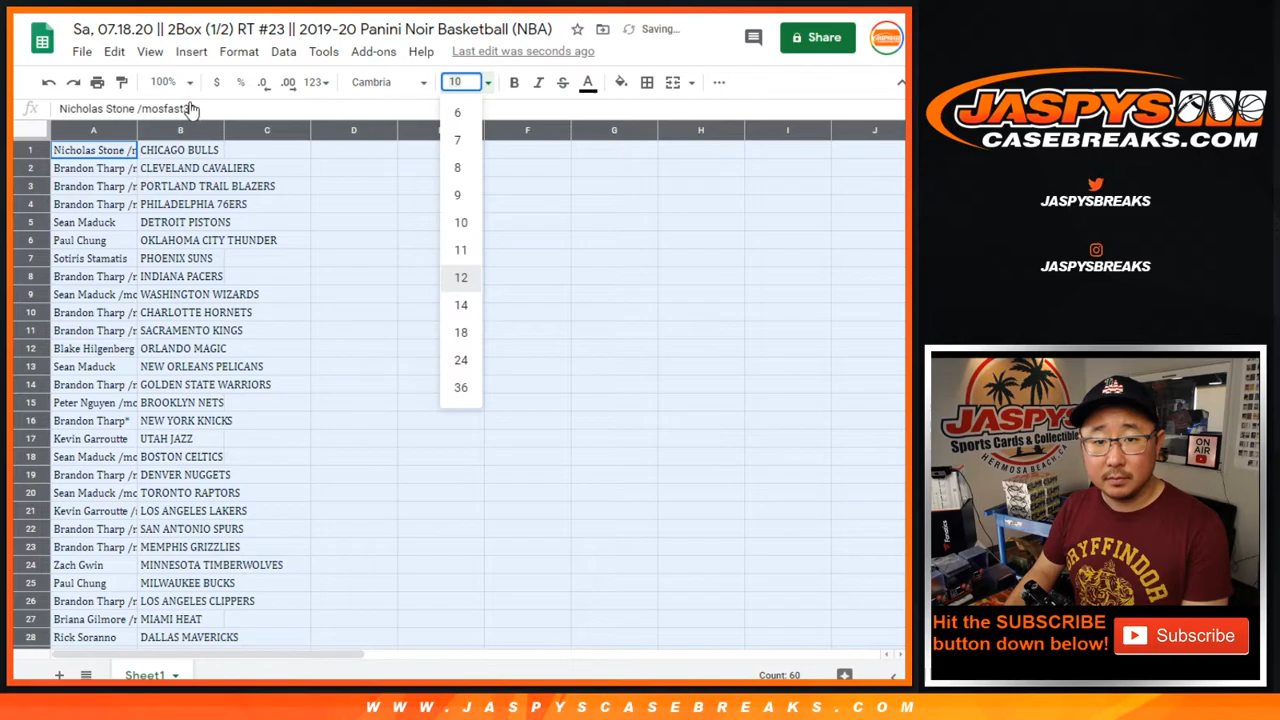 Sa, 07.18.20 || 2Box (1/2) RT #23 || 2019-20 Panini Noir Basketball (NBA)
Saving...
Share
File Edit View Insert Format Data Tools Add-ons Help Last edit was seconds ago
100% $ % .0 .00 123 Cambria 10 B I S A
fx Nicholas Stone /mosfast3
A B C D F G H I J
1 Nicholas Stone /r CHICAGO BULLS
2 Brandon Tharp /r CLEVELAND CAVALIERS
3 Brandon Tharp /r PORTLAND TRAIL BLAZERS
4 Brandon Tharp /r PHILADELPHIA 76ERS
5 Sean Maduck DETROIT PISTONS
6 Paul Chung OKLAHOMA CITY THUNDER
7 Sotiris Stamatis PHOENIX SUNS
8 Brandon Tharp /r INDIANA PACERS
9 Sean Maduck /mo WASHINGTON WIZARDS
10 Brandon Tharp /r CHARLOTTE HORNETS
11 Brandon Tharp /r SACRAMENTO KINGS
12 Blake Hilgenberg ORLANDO MAGIC
13 Sean Maduck NEW ORLEANS PELICANS
14 Brandon Tharp /r GOLDEN STATE WARRIORS
15 Peter Nguyen /mo BROOKLYN NETS
16 Brandon Tharp* NEW YORK KNICKS
17 Kevin Garroutte UTAH JAZZ
18 Sean Maduck /mo BOSTON CELTICS
19 Brandon Tharp /r DENVER NUGGETS
20 Sean Maduck /mo TORONTO RAPTORS
21 Kevin Garroutte / LOS ANGELES LAKERS
22 Brandon Tharp /r SAN ANTONIO SPURS
23 Brandon Tharp /r MEMPHIS GRIZZLIES
24 Zach Gwin MINNESOTA TIMBERWOLVES
25 Paul Chung MILWAUKEE BUCKS
26 Brandon Tharp /r LOS ANGELES CLIPPERS
27 Briana Gilmore /r MIAMI HEAT
28 Rick Soranno DALLAS MAVERICKS
6
7
8
9
10
11
12
14
18
24
36
Sheet1
Count: 60
JASPYS
CASEBREAKS.COM
JASPYSBREAKS
JASPYSBREAKS
JASPYS
Sports Cards & Collectible
HERMOSA BEACH, C
ON AIR
Fanatics
GRYFFINDOR
Hit the SUBSCRIBE
button down below!
Subscribe
WWW.JASPYSCASEBREAKS.COM